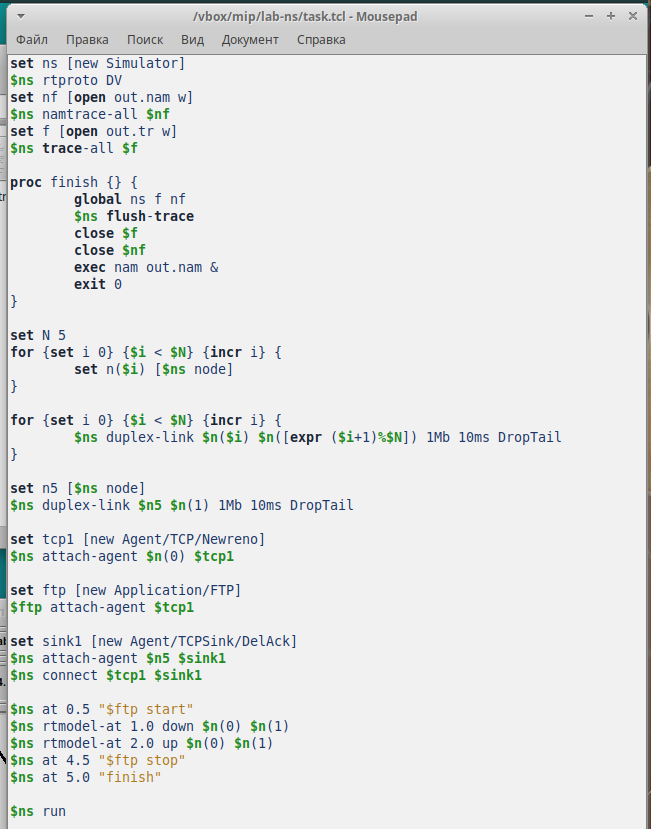 /vbox/mip/lab-ns/task.tcl - Mousepad
Файл Правка Поиск Вид Документ Справка
set ns [new Simulator]
$ns rtproto DV
set nf [open out.nam w]
$ns namtrace-all $nf
set f [open out.tr w]
$ns trace-all $f

proc finish {} {
        global ns f nf
        $ns flush-trace
        close $f
        close $nf
        exec nam out.nam &
        exit 0
}

set N 5
for {set i 0} {$i < $N} {incr i} {
        set n($i) [$ns node]
}

for {set i 0} {$i < $N} {incr i} {
        $ns duplex-link $n($i) $n([expr ($i+1)%$N]) 1Mb 10ms DropTail
}

set n5 [$ns node]
$ns duplex-link $n5 $n(1) 1Mb 10ms DropTail

set tcp1 [new Agent/TCP/Newreno]
$ns attach-agent $n(0) $tcp1

set ftp [new Application/FTP]
$ftp attach-agent $tcp1

set sink1 [new Agent/TCPSink/DelAck]
$ns attach-agent $n5 $sink1
$ns connect $tcp1 $sink1

$ns at 0.5 "$ftp start"
$ns rtmodel-at 1.0 down $n(0) $n(1)
$ns rtmodel-at 2.0 up $n(0) $n(1)
$ns at 4.5 "$ftp stop"
$ns at 5.0 "finish"

$ns run